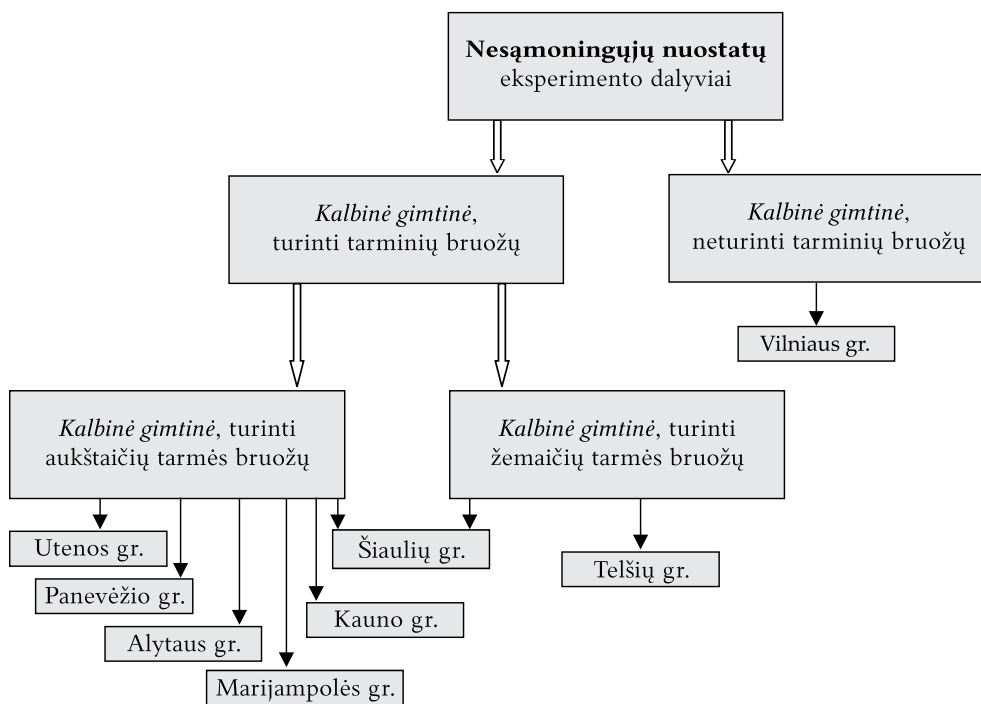 Nesąmoningųjų nuostatų
eksperimento dalyviai
Kalbinė gimtinė,
turinti tarminių bruožų
Kalbinė gimtinė,
neturinti tarminių bruožų
Vilniaus gr.
Kalbinė gimtinė, turinti
aukštaičių tarmės bruožų
Kalbinė gimtinė, turinti
žemaičių tarmės bruožų
Utenos gr.
Šiaulių gr.
Telšių gr.
Panevėžio gr.
Kauno gr.
Alytaus gr.
Marijampolės gr.